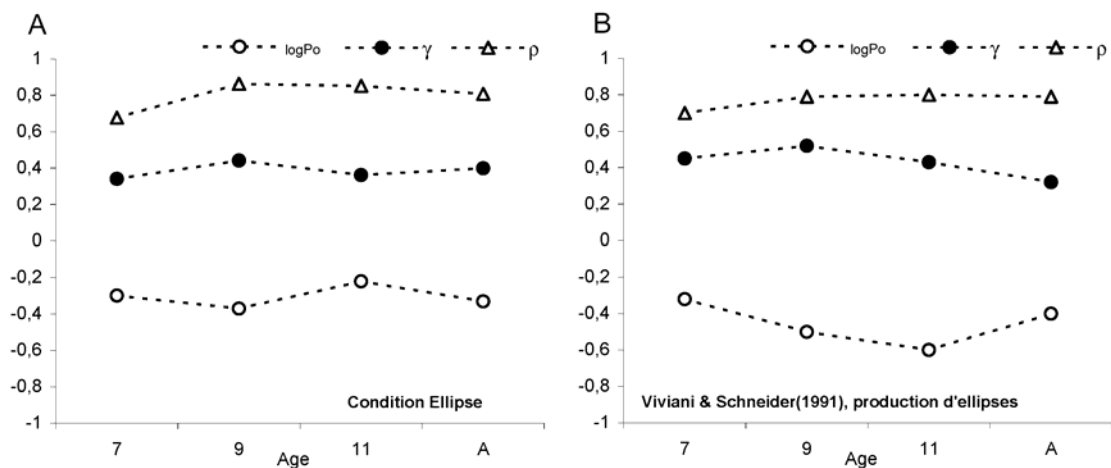 A
logPo γ ρ
1
0,8
0,6
0,4
0,2
0
-0,2
-0,4
-0,6
-0,8
-1
Condition Ellipse
7 9 11 A
Age
B
logPo γ ρ
1
0,8
0,6
0,4
0,2
0
-0,2
-0,4
-0,6
-0,8
-1
Viviani & Schneider(1991), production d'ellipses
7 9 11 A
Age